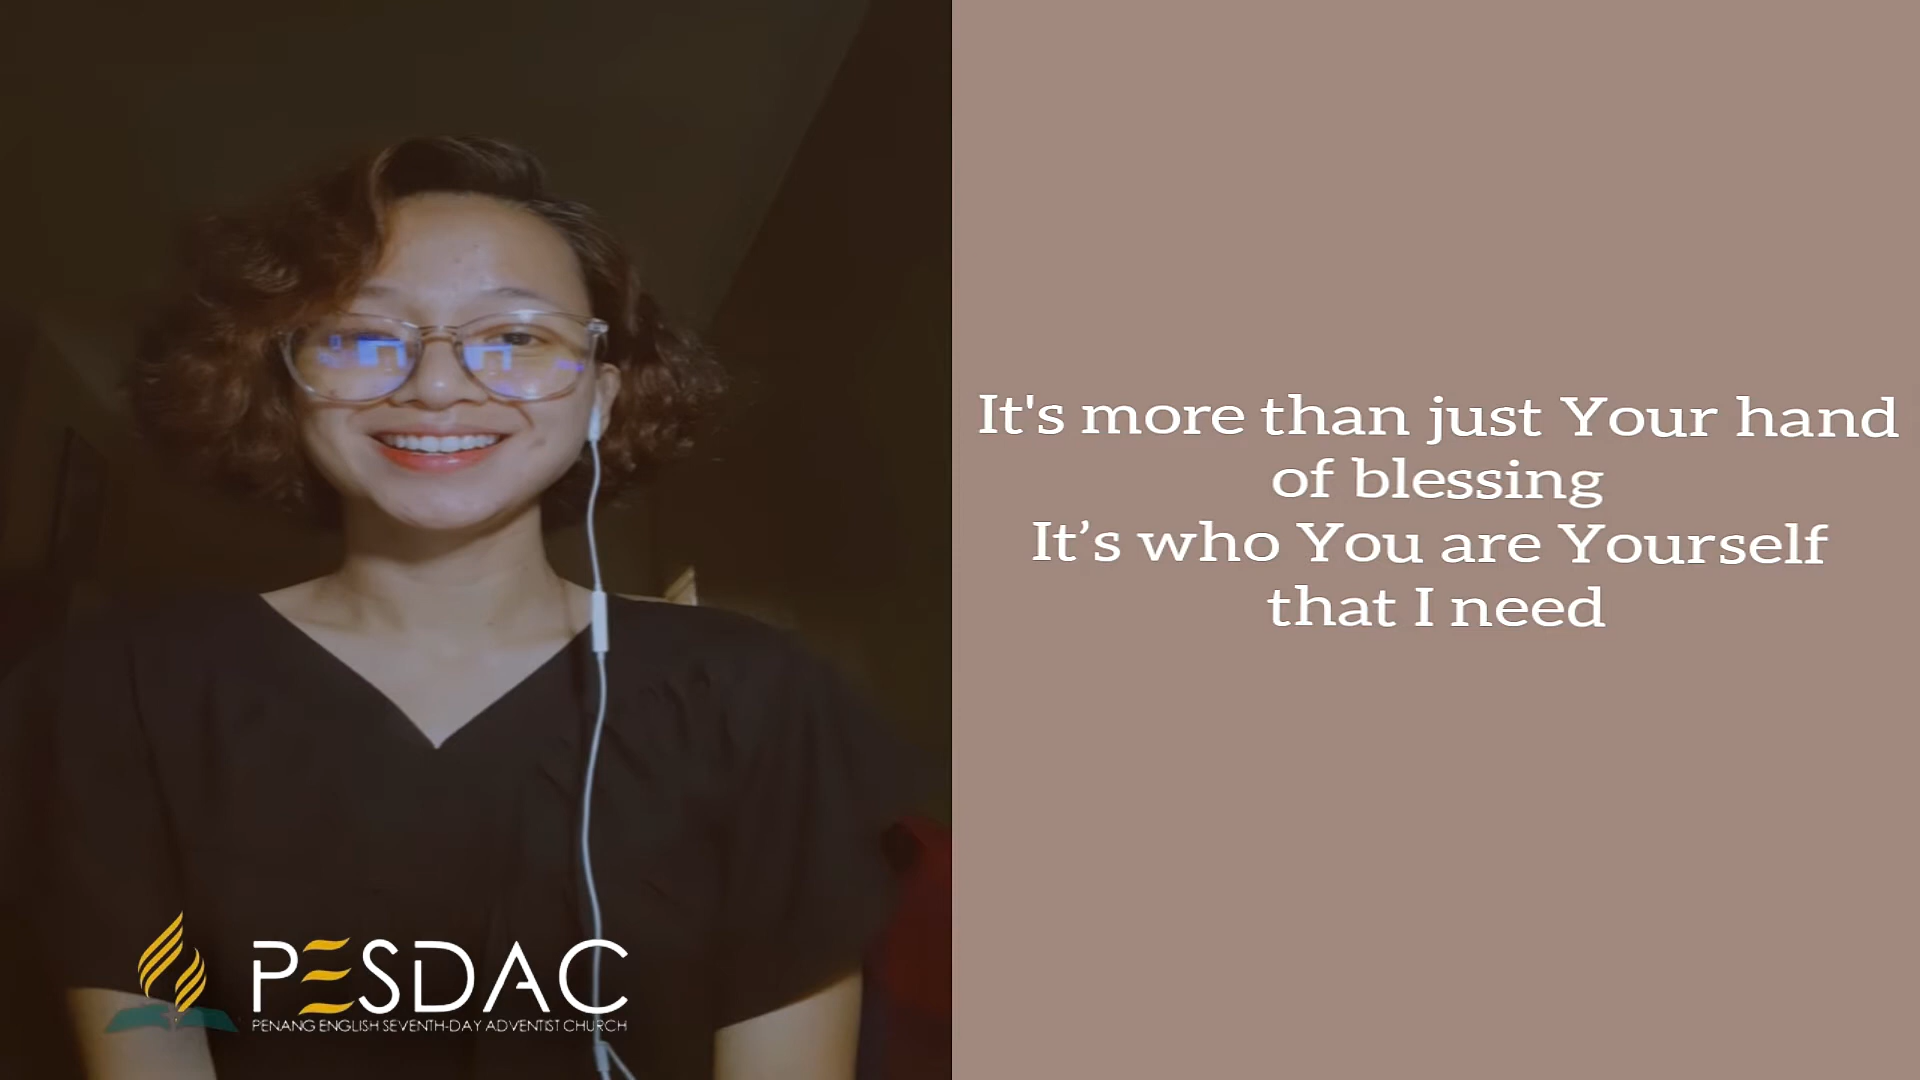 It's more than just Your hand
of blessing
It’s who You are Yourself
that I need
PESDAC
PENANG ENGLISH SEVENTH-DAY ADVENTIST CHURCH